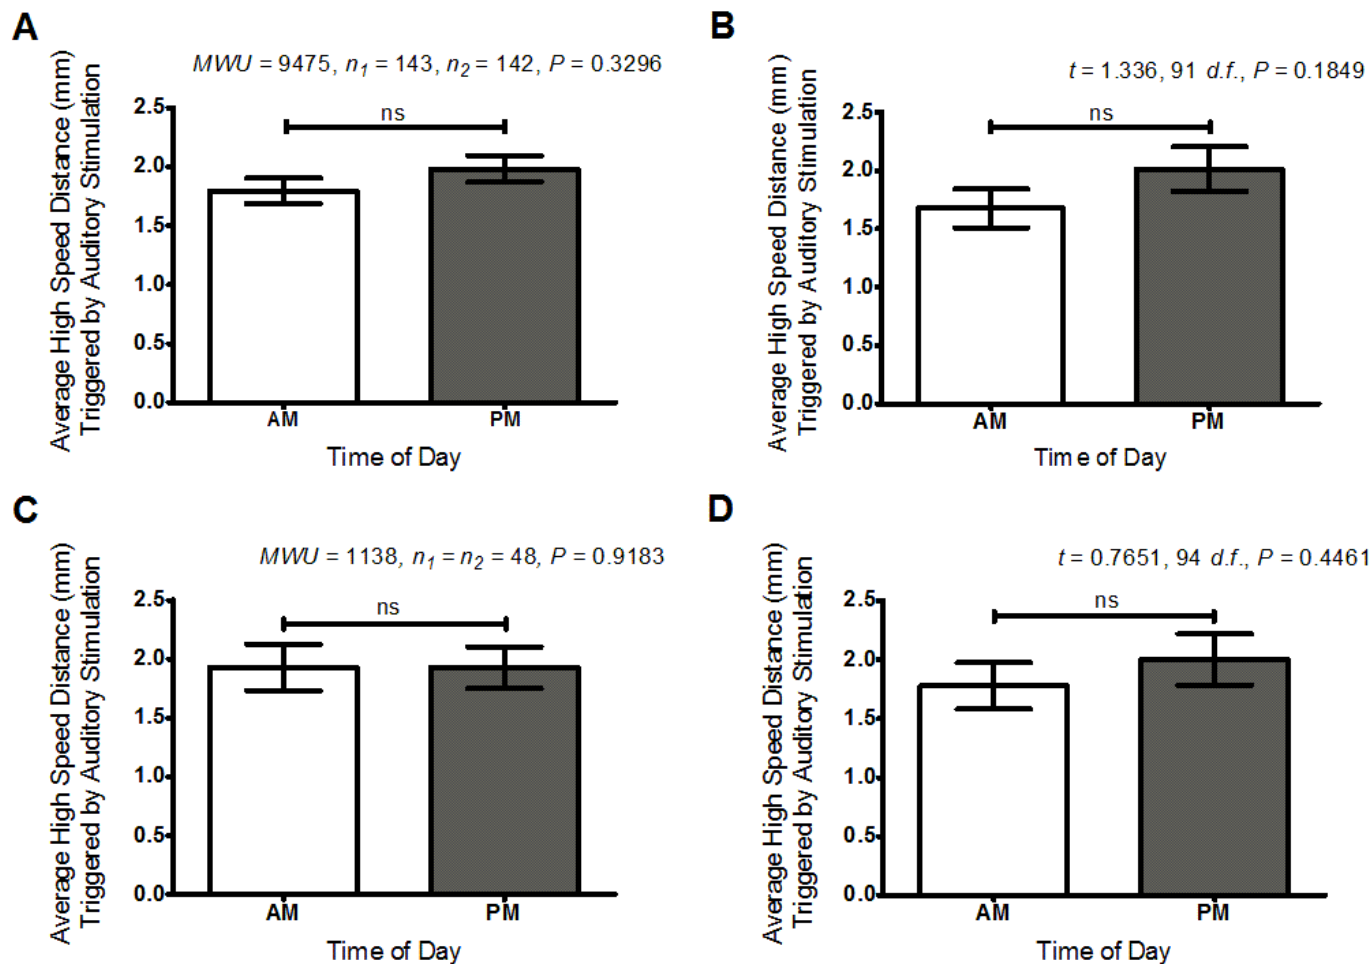 A
MWU = 9475, n1 = 143, n2 = 142, P = 0.3296
Average High Speed Distance (mm)
Triggered by Auditory Stimulation
2.5
2.0
1.5
1.0
0.5
0.0
ns
AM
PM
Time of Day
B
t = 1.336, 91 d.f., P = 0.1849
Average High Speed Distance (mm)
Triggered by Auditory Stimulation
2.5
2.0
1.5
1.0
0.5
0.0
ns
AM
PM
Time of Day
C
MWU = 1138, n1 = n2 = 48, P = 0.9183
Average High Speed Distance (mm)
Triggered by Auditory Stimulation
2.5
2.0
1.5
1.0
0.5
0.0
ns
AM
PM
Time of Day
D
t = 0.7651, 94 d.f., P = 0.4461
Average High Speed Distance (mm)
Triggered by Auditory Stimulation
2.5
2.0
1.5
1.0
0.5
0.0
ns
AM
PM
Time of Day